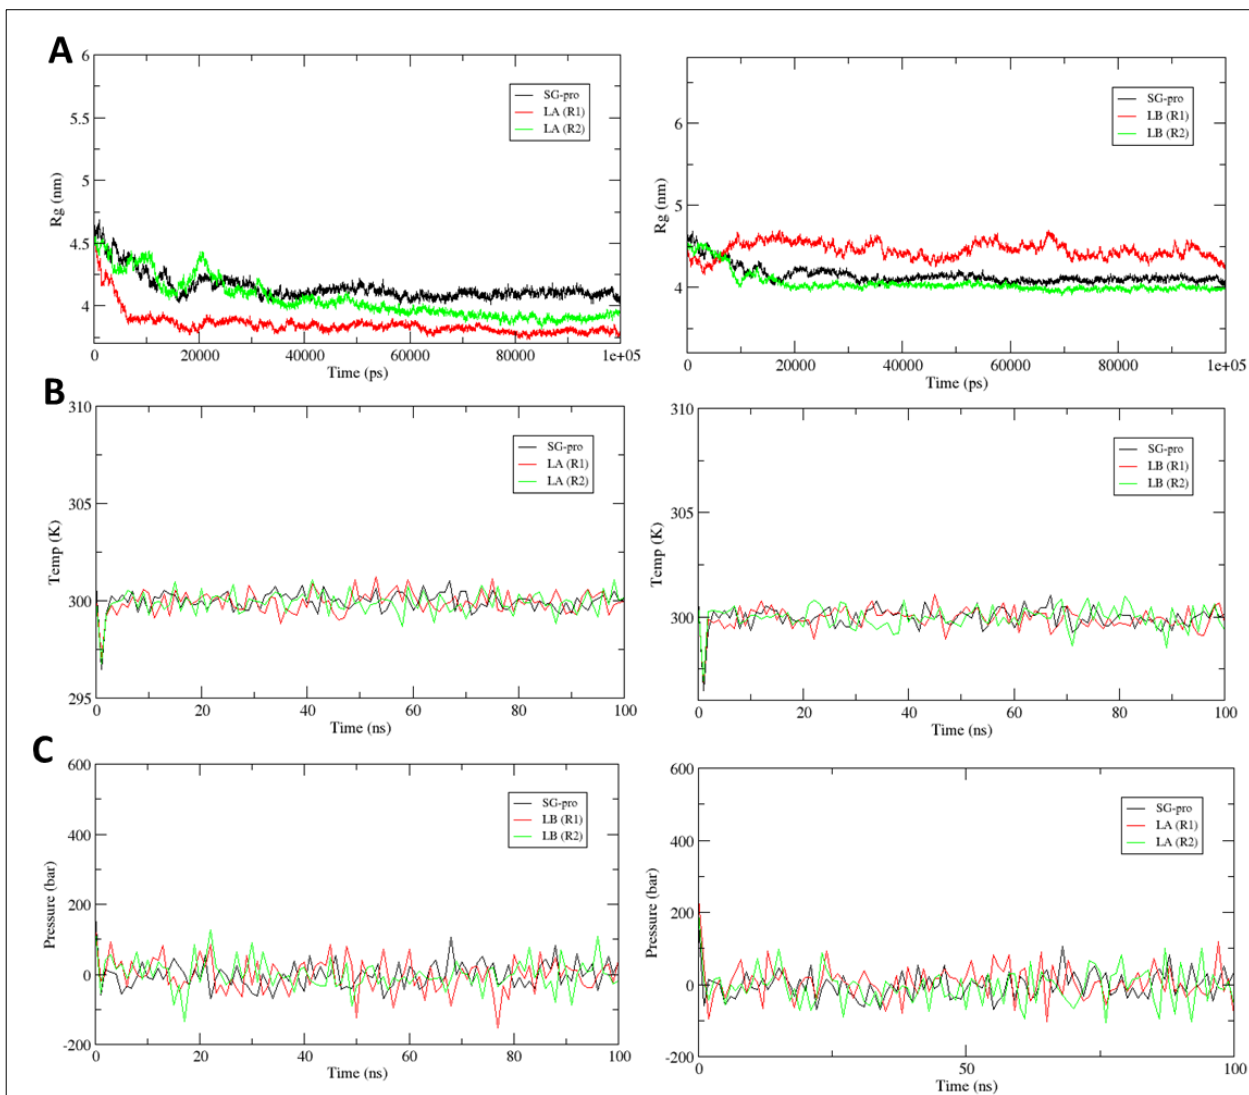 A
6
5.5
5
4.5
4
Rg (nm)
SG-pro
LA (R1)
LA (R2)
0 20000 40000 60000 80000 1e+05
Time (ps)
6
5
4
Rg (nm)
SG-pro
LB (R1)
LB (R2)
0 20000 40000 60000 80000 1e+05
Time (ps)
B
310
305
300
295
Temp (K)
SG-pro
LA (R1)
LA (R2)
0 20 40 60 80 100
Time (ns)
310
305
300
Temp (K)
SG-pro
LB (R1)
LB (R2)
0 20 40 60 80 100
Time (ns)
C
600
400
200
0
-200
Pressure (bar)
SG-pro
LB (R1)
LB (R2)
0 20 40 60 80 100
Time (ns)
600
400
200
0
-200
Pressure (bar)
SG-pro
LA (R1)
LA (R2)
0 50 100
Time (ns)